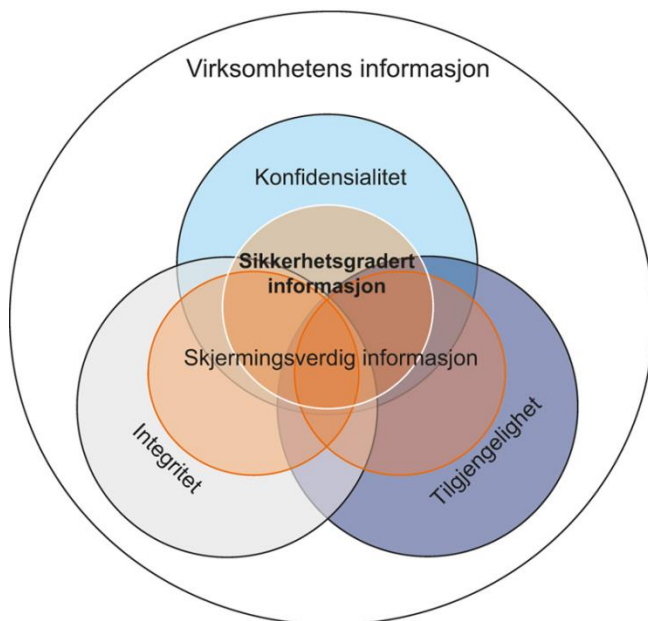 Virksomhetens informasjon
Konfidensialitet
Sikkerhetsgradert
informasjon
Skjermingsverdig informasjon
Integritet
Tilgjengelighet